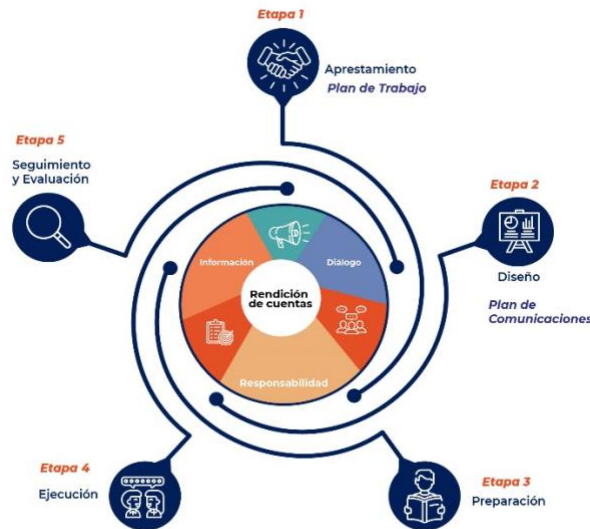 Etapa 1
Aprestamiento
Plan de Trabajo
Etapa 5
Seguimiento
y Evaluación
Etapa 2
Diseño
Plan de
Comunicaciones
Información
Diálogo
Rendición
de cuentas
Responsabilidad
Etapa 4
Ejecución
Etapa 3
Preparación